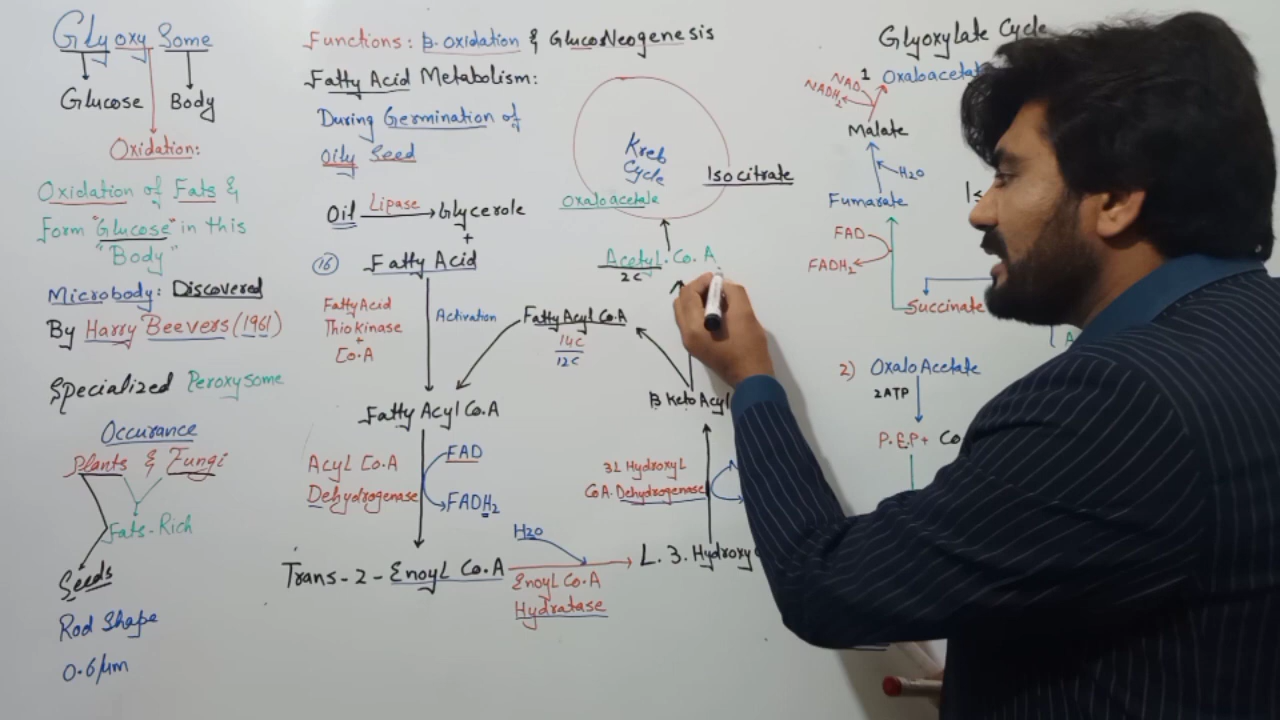 Glyoxy Some
Glucose Body
Oxidation:
Oxidation of Fats &
Form "Glucose" in this
"Body"
Microbody: Discovered
By Harry Beevers (1961)
Specialized Peroxysome
Occurance
Plants & Fungi
Fats-Rich
Seeds
Rod Shape
0.6μm
Functions: B.Oxidation & GlucoNeogenesis
Fatty Acid Metabolism:
During Germination of
Oily Seed
Oil Lipase Glycerole
+
16 Fatty Acid
Fatty Acid
Thiokinase
+
Co.A
Activation
Fatty Acyl Co.A
14c
12c
Fatty Acyl Co.A
Acyl Co.A
Dehydrogenase
FAD
FADH2
Trans-2-Enoyl Co.A
H2O
Enoyl Co.A
Hydratase
L.3.Hydroxy
3L Hydroxyl
CoA.Dehydrogenase
B Keto Acyl
Acetyl.Co.A
2c
Kreb
Cycle
Isocitrate
Oxaloacetate
Glyoxylate Cycle
1 Oxaloacetat
NAD
NADH2
Malate
H2O
Fumarate
FAD
FADH2
Succinate
2) OxaloAcetate
2ATP
P.E.P+ Co